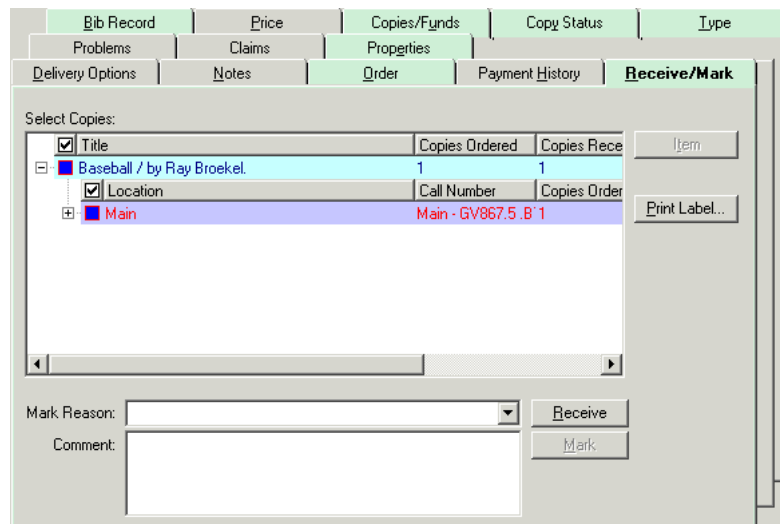 Bib Record Price Copies/Funds Copy Status Type
Problems Claims Properties
Delivery Options Notes Order Payment History Receive/Mark
Select Copies:
Title Copies Ordered Copies Rece
Item
Baseball / by Ray Broekel. 1 1
Location Call Number Copies Order
Main Main - GV867.5 .B 1
Print Label...
Mark Reason: Receive
Comment: Mark